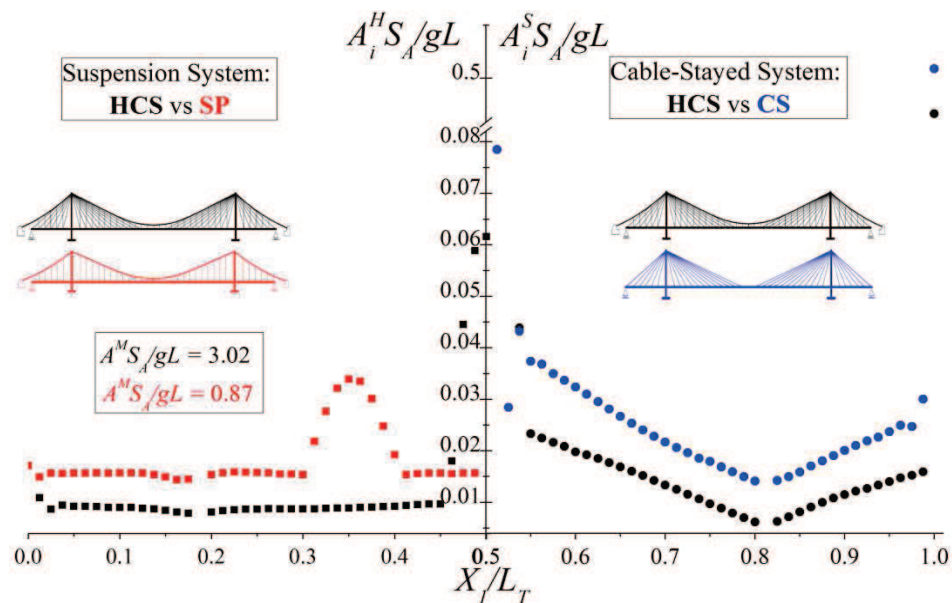 A_i^H S_A/gL
A_i^S S_A/gL
Suspension System:
HCS vs SP
Cable-Stayed System:
HCS vs CS
0.5
0.08
0.07
0.06
0.05
0.04
0.03
0.02
0.01
A^M S_A/gL = 3.02
A^M S_A/gL = 0.87
0.0 0.1 0.2 0.3 0.4 0.5 0.6 0.7 0.8 0.9 1.0
X_I/L_T